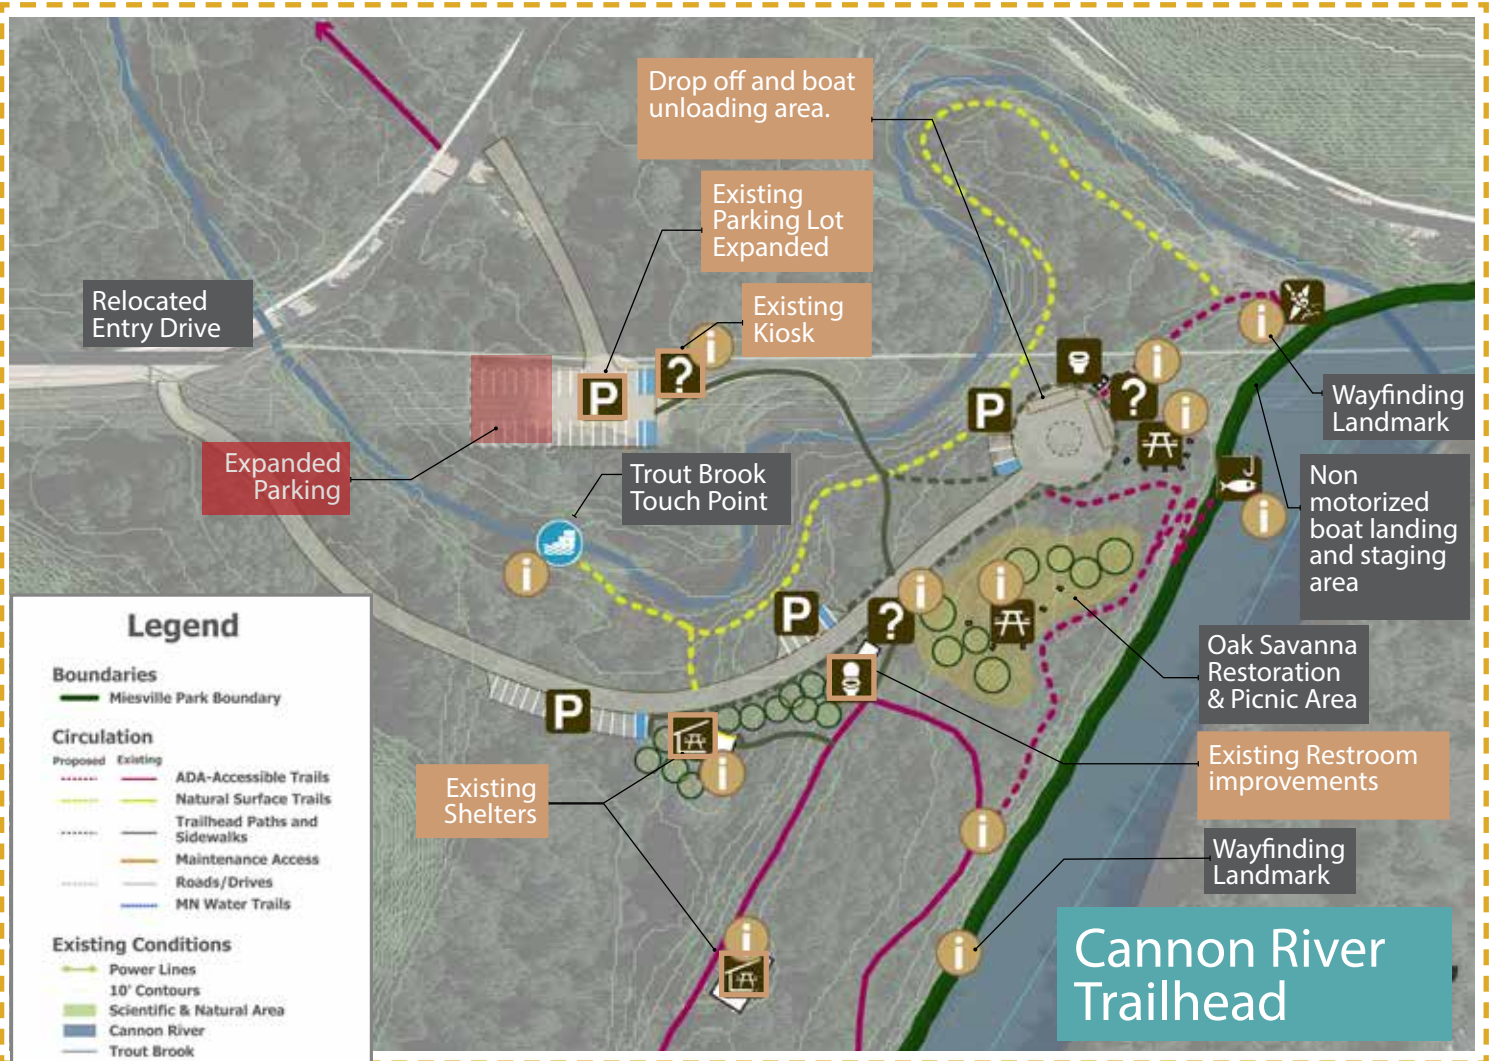 Drop off and boat
unloading area.
Existing
Parking Lot
Expanded
Existing
Kiosk
Relocated
Entry Drive
Wayfinding
Landmark
Expanded
Parking
Trout Brook
Touch Point
Non
motorized
boat landing
and staging
area
Oak Savanna
Restoration
& Picnic Area
Existing Restroom
improvements
Existing
Shelters
Wayfinding
Landmark
Cannon River
Trailhead
P
?
i
P
?
i
i
i
i
i
P
?
i
i
P
i
i
i
i
Legend
Boundaries
Miesville Park Boundary
Circulation
Proposed Existing
ADA-Accessible Trails
Natural Surface Trails
Trailhead Paths and
Sidewalks
Maintenance Access
Roads/Drives
MN Water Trails
Existing Conditions
Power Lines
10' Contours
Scientific & Natural Area
Cannon River
Trout Brook